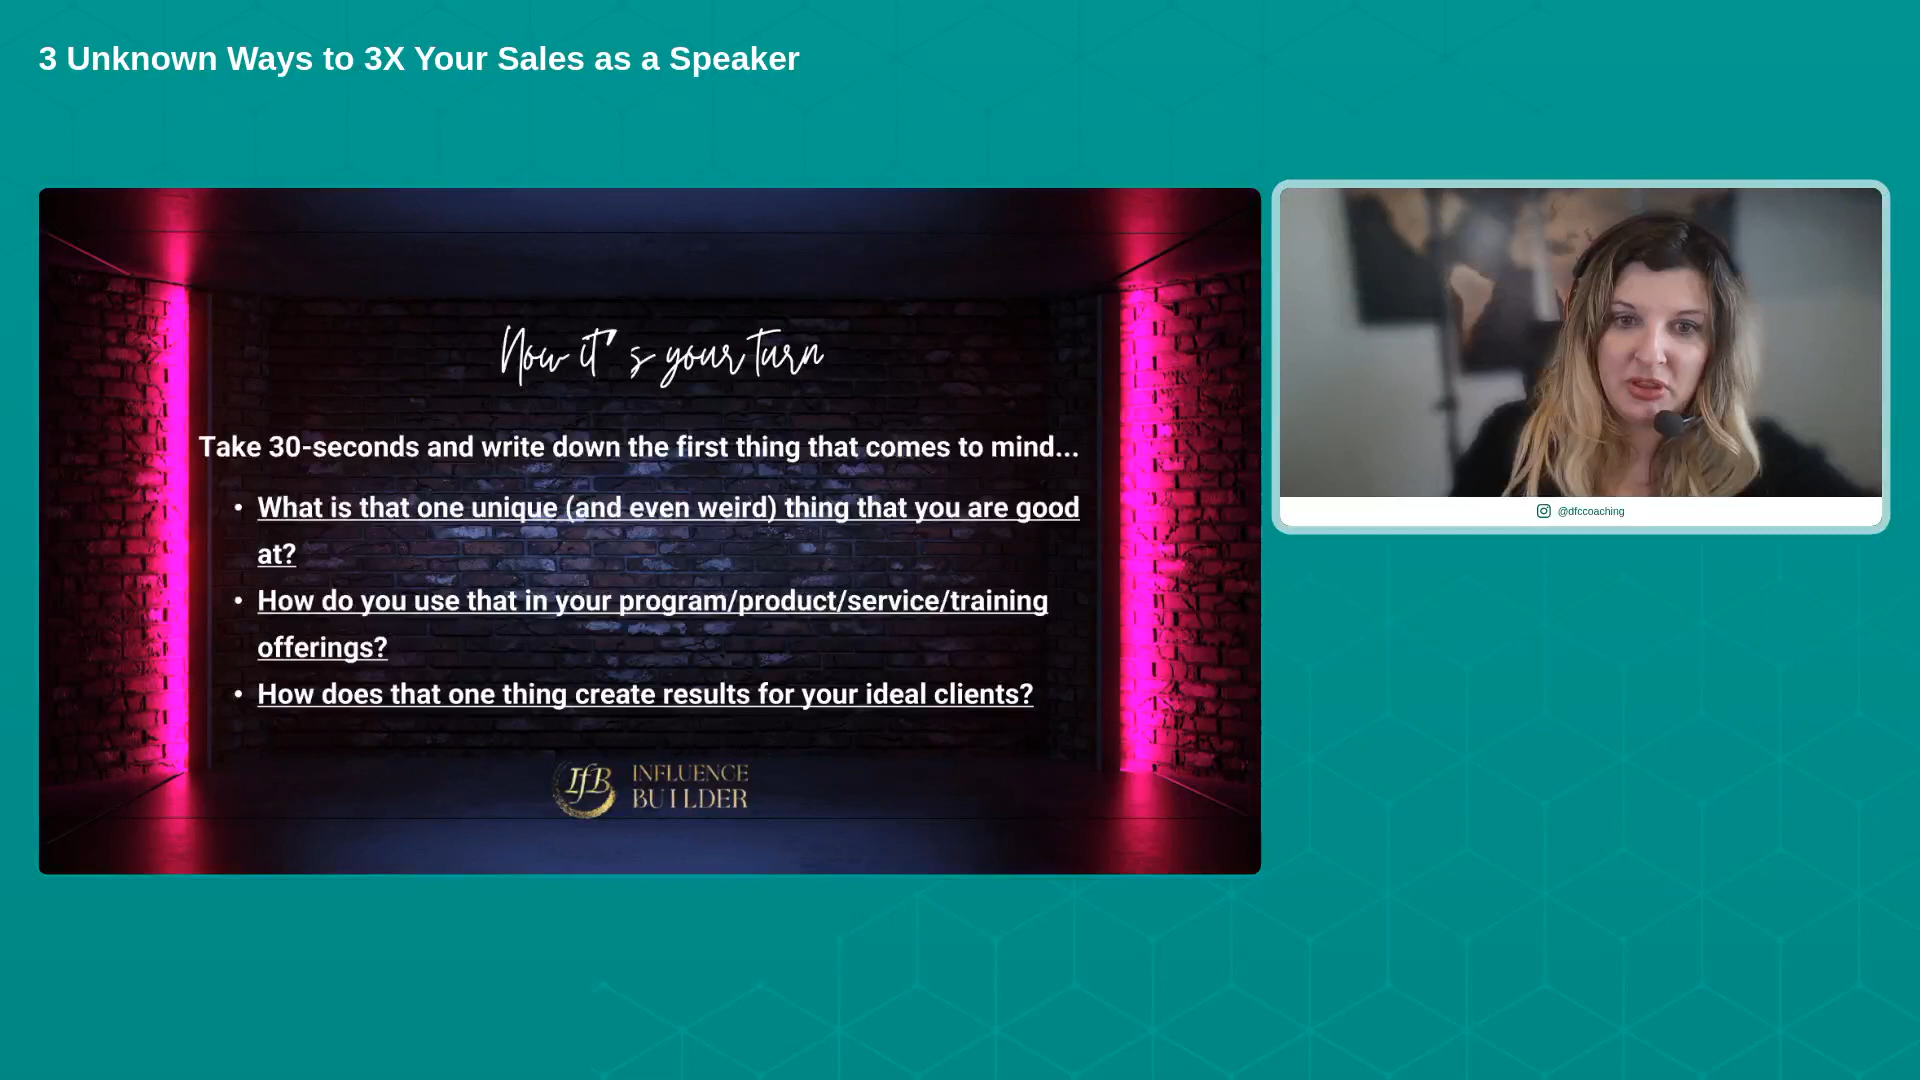 3 Unknown Ways to 3X Your Sales as a Speaker
Now it's your turn
Take 30-seconds and write down the first thing that comes to mind...
• What is that one unique (and even weird) thing that you are good
at?
• How do you use that in your program/product/service/training
offerings?
• How does that one thing create results for your ideal clients?
IfB INFLUENCE
BUILDER
@dfccoaching